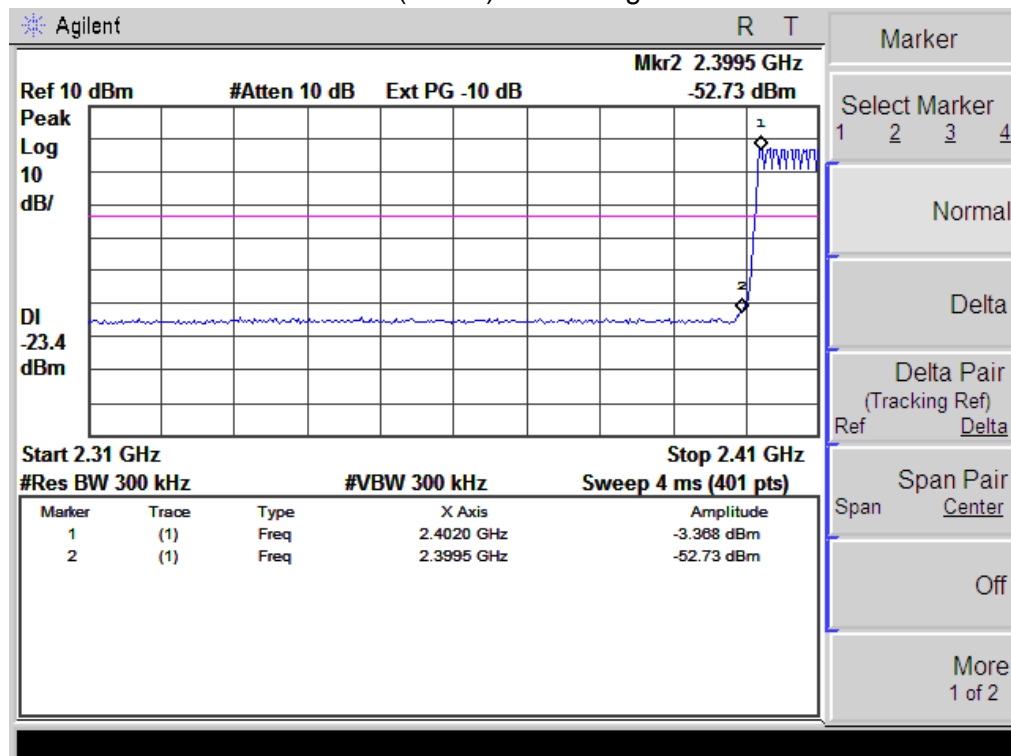 Agilent R T
Mkr2 2.3995 GHz
Ref 10 dBm #Atten 10 dB Ext PG -10 dB -52.73 dBm
Peak
Log
10
dB/
DI
-23.4
dBm
1
2
Start 2.31 GHz Stop 2.41 GHz
#Res BW 300 kHz #VBW 300 kHz Sweep 4 ms (401 pts)
Marker Trace Type X Axis Amplitude
1 (1) Freq 2.4020 GHz -3.368 dBm
2 (1) Freq 2.3995 GHz -52.73 dBm
Marker
Select Marker
1 2 3 4
Normal
Delta
Delta Pair
(Tracking Ref)
Ref Delta
Span Pair
Span Center
Off
More
1 of 2